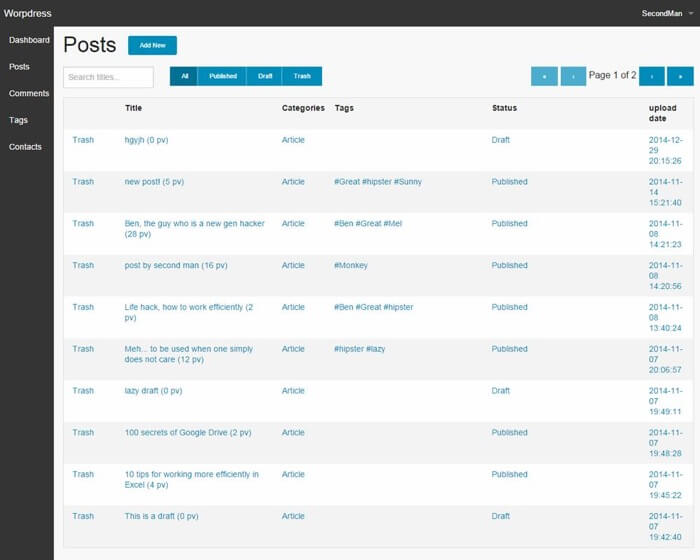 Worpdress
SecondMan
Dashboard
Posts
Comments
Tags
Contacts
Posts
Add New
Search titles...
All Published Draft Trash
« ‹ Page 1 of 2 › »
Title Categories Tags Status upload
date
Trash hgyjh (0 pv) Article Draft 2014-12-
29
20:15:26
Trash new post! (5 pv) Article #Great #hipster #Sunny Published 2014-11-
14
15:21:40
Trash Ben, the guy who is a new gen hacker Article #Ben #Great #Mel Published 2014-11-
(28 pv) 08
14:21:23
Trash post by second man (16 pv) Article #Monkey Published 2014-11-
08
14:20:56
Trash Life hack, how to work efficiently (2 Article #Ben #Great #hipster Published 2014-11-
pv) 08
13:40:24
Trash Meh... to be used when one simply Article #hipster #lazy Published 2014-11-
does not care (12 pv) 07
20:06:57
Trash lazy draft (0 pv) Article Draft 2014-11-
07
19:49:11
Trash 100 secrets of Google Drive (2 pv) Article Published 2014-11-
07
19:48:28
Trash 10 tips for working more efficiently in Article Published 2014-11-
Excel (4 pv) 07
19:45:22
Trash This is a draft (0 pv) Article Draft 2014-11-
07
19:42:40